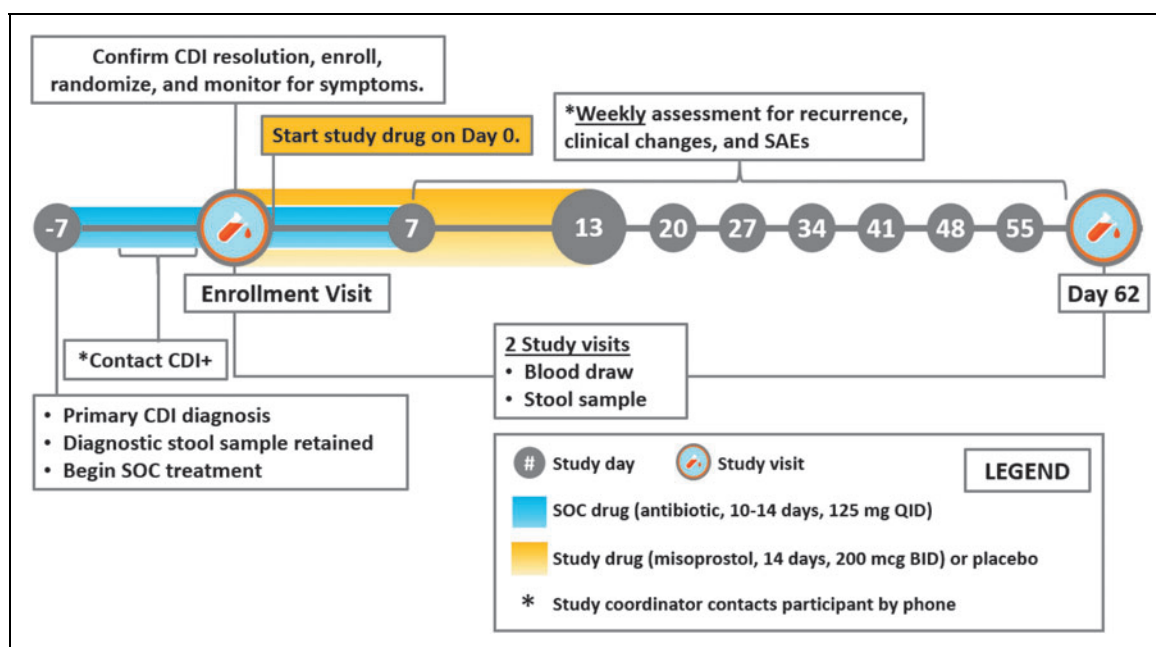 Confirm CDI resolution, enroll,
randomize, and monitor for symptoms.
Start study drug on Day 0.
*Weekly assessment for recurrence,
clinical changes, and SAEs
-7
7
13
20
27
34
41
48
55
Enrollment Visit
Day 62
*Contact CDI+
2 Study visits
• Blood draw
• Stool sample
• Primary CDI diagnosis
• Diagnostic stool sample retained
• Begin SOC treatment
LEGEND
# Study day
Study visit
SOC drug (antibiotic, 10-14 days, 125 mg QID)
Study drug (misoprostol, 14 days, 200 mcg BID) or placebo
* Study coordinator contacts participant by phone